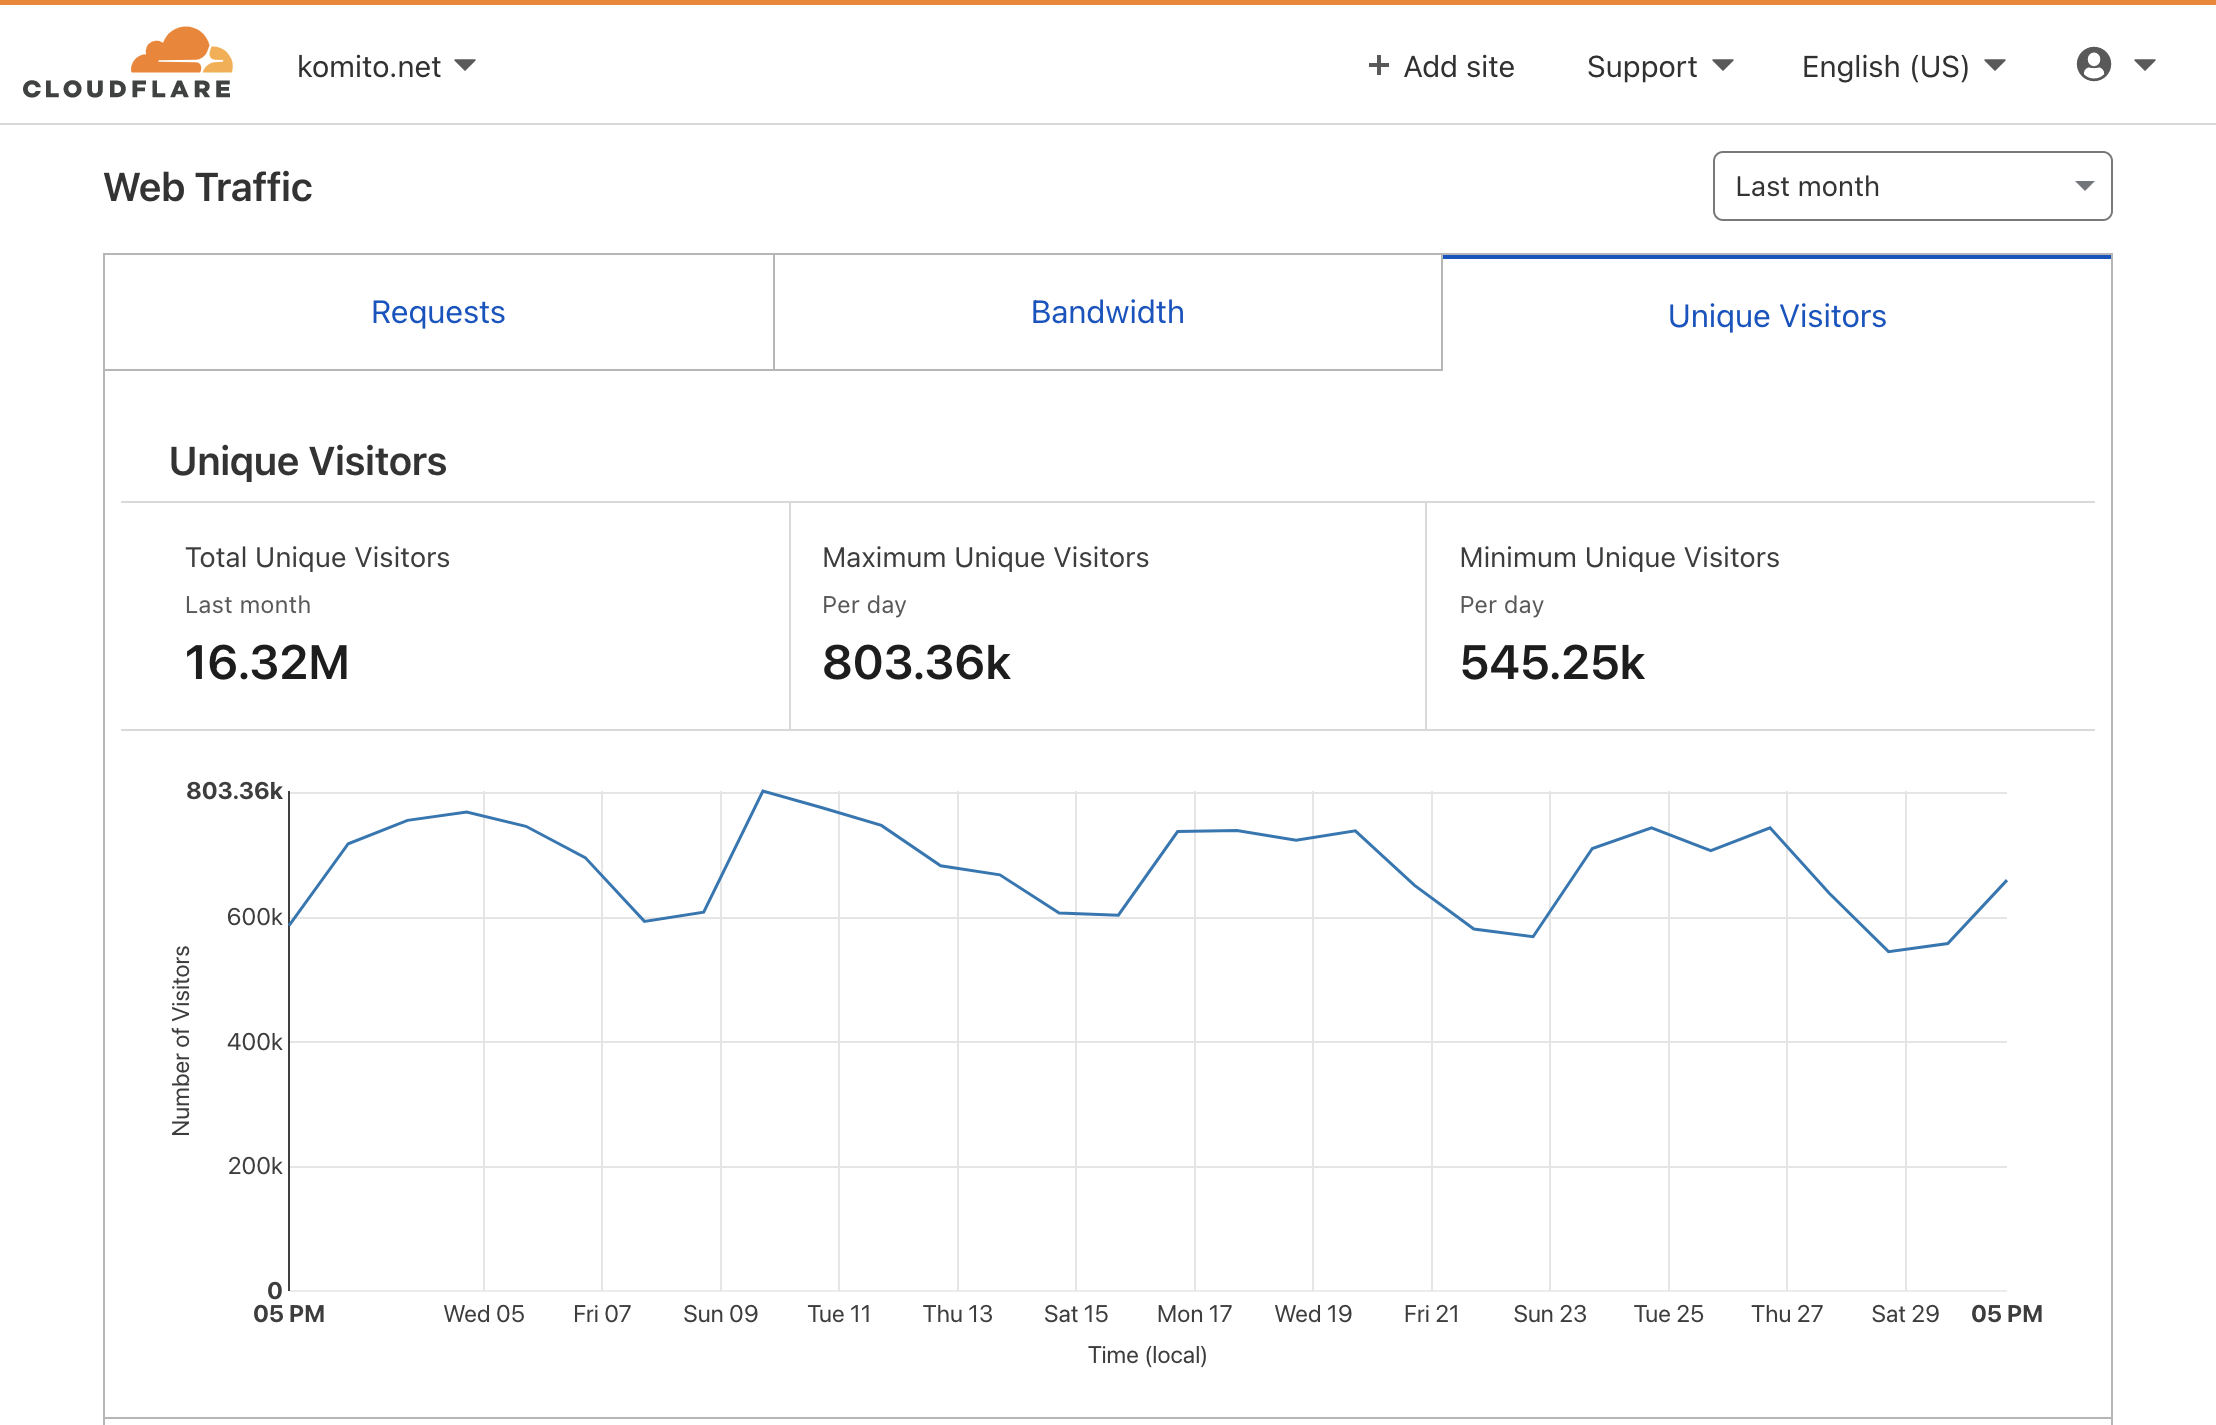 CLOUDFLARE
komito.net
+ Add site
Support
English (US)
Web Traffic
Last month
Requests
Bandwidth
Unique Visitors
Unique Visitors
Total Unique Visitors
Last month
16.32M
Maximum Unique Visitors
Per day
803.36k
Minimum Unique Visitors
Per day
545.25k
803.36k
600k
400k
200k
0
Number of Visitors
05 PM
Wed 05
Fri 07
Sun 09
Tue 11
Thu 13
Sat 15
Mon 17
Wed 19
Fri 21
Sun 23
Tue 25
Thu 27
Sat 29
05 PM
Time (local)